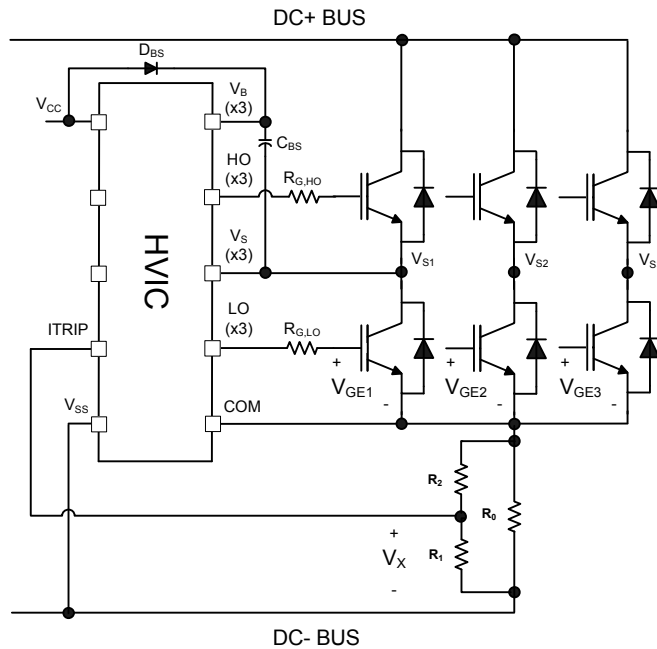 DC+ BUS
DBS
VCC
VB
(x3)
CBS
HO
(x3)
RG,HO
HVIC
VS
(x3)
VS1
VS2
VS
LO
(x3)
RG,LO
ITRIP
+
VGE1
-
+
VGE2
-
+
VGE3
-
VSS
COM
R2
R0
+
VX
-
R1
DC- BUS